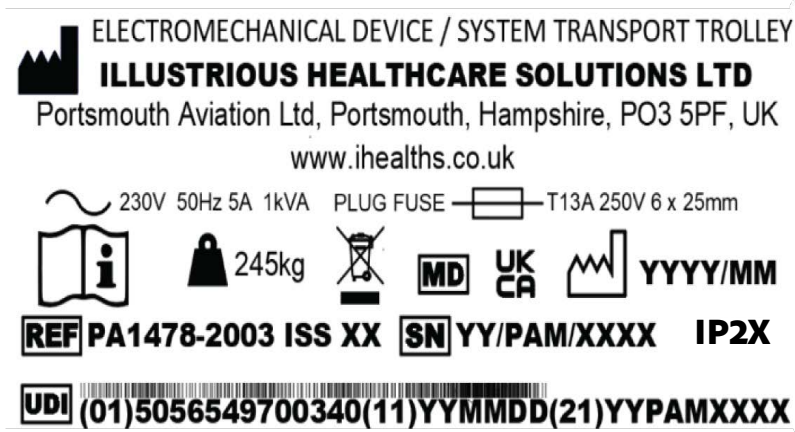 ELECTROMECHANICAL DEVICE / SYSTEM TRANSPORT TROLLEY
ILLUSTRIOUS HEALTHCARE SOLUTIONS LTD
Portsmouth Aviation Ltd, Portsmouth, Hampshire, PO3 5PF, UK
www.ihealths.co.uk
230V 50Hz 5A 1kVA PLUG FUSE T13A 250V 6 x 25mm
i 245kg MD UK CA YYYY/MM
REF PA1478-2003 ISS XX SN YY/PAM/XXXX IP2X
UDI (01)5056549700340(11)YYMMDD(21)YYPAMXXXX